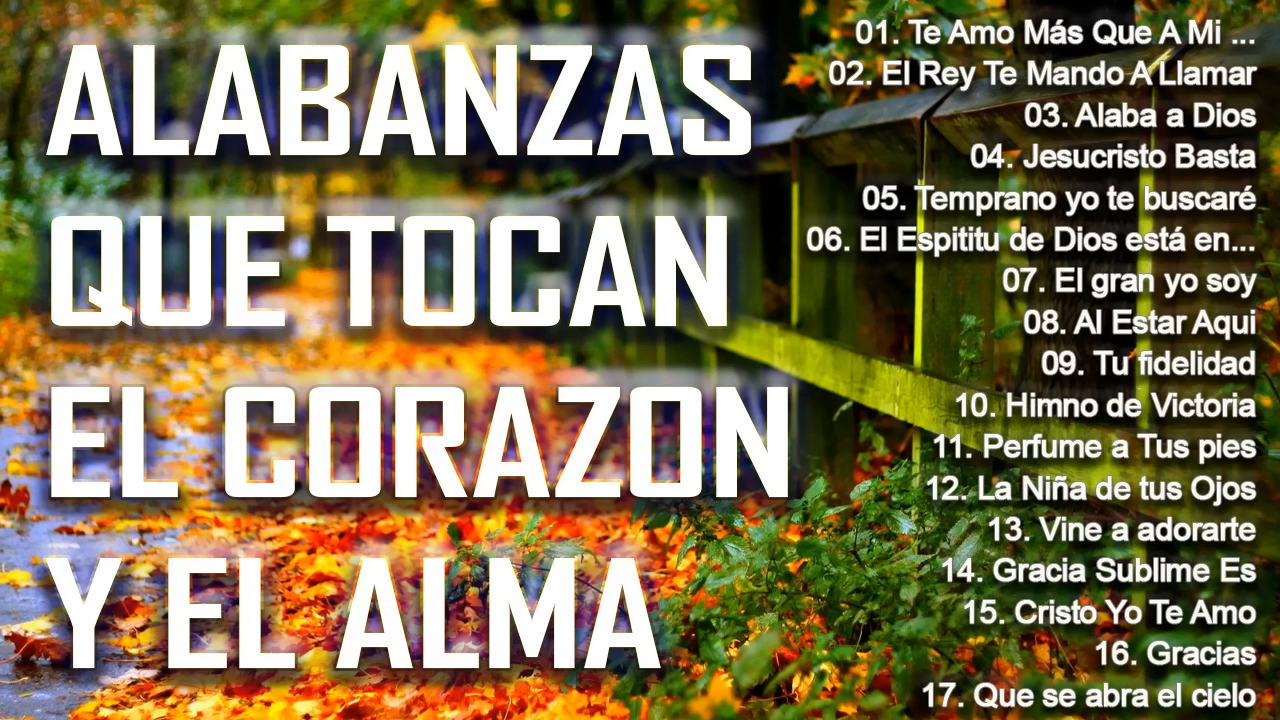 ALABANZAS
QUE TOCAN
EL CORAZON
Y EL ALMA
01. Te Amo Más Que A Mi ...
02. El Rey Te Mando A Llamar
03. Alaba a Dios
04. Jesucristo Basta
05. Temprano yo te buscaré
06. El Espititu de Dios está en...
07. El gran yo soy
08. Al Estar Aqui
09. Tu fidelidad
10. Himno de Victoria
11. Perfume a Tus pies
12. La Niña de tus Ojos
13. Vine a adorarte
14. Gracia Sublime Es
15. Cristo Yo Te Amo
16. Gracias
17. Que se abra el cielo